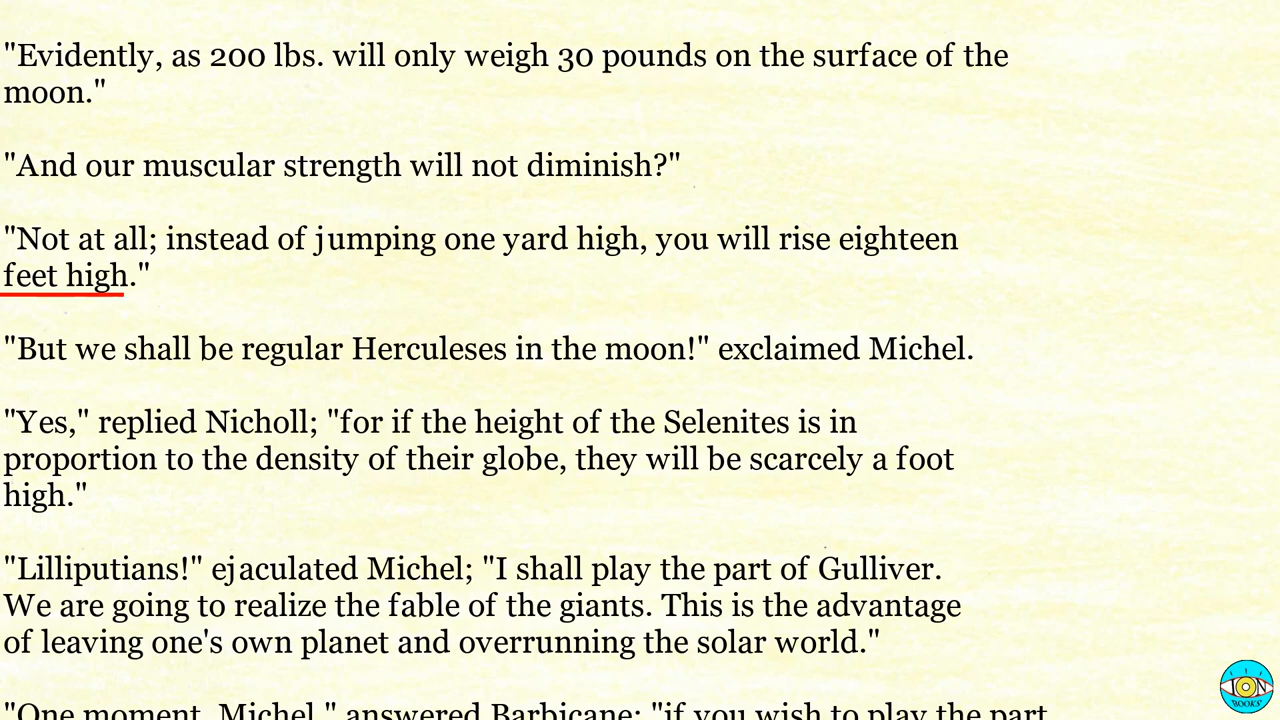 "Evidently, as 200 lbs. will only weigh 30 pounds on the surface of the
moon."
"And our muscular strength will not diminish?"
"Not at all; instead of jumping one yard high, you will rise eighteen
feet high."
"But we shall be regular Herculeses in the moon!" exclaimed Michel.
"Yes," replied Nicholl; "for if the height of the Selenites is in
proportion to the density of their globe, they will be scarcely a foot
high."
"Lilliputians!" ejaculated Michel; "I shall play the part of Gulliver.
We are going to realize the fable of the giants. This is the advantage
of leaving one's own planet and overrunning the solar world."
"One moment, Michel," answered Barbicane; "if you wish to play the part
ION
BOOKS